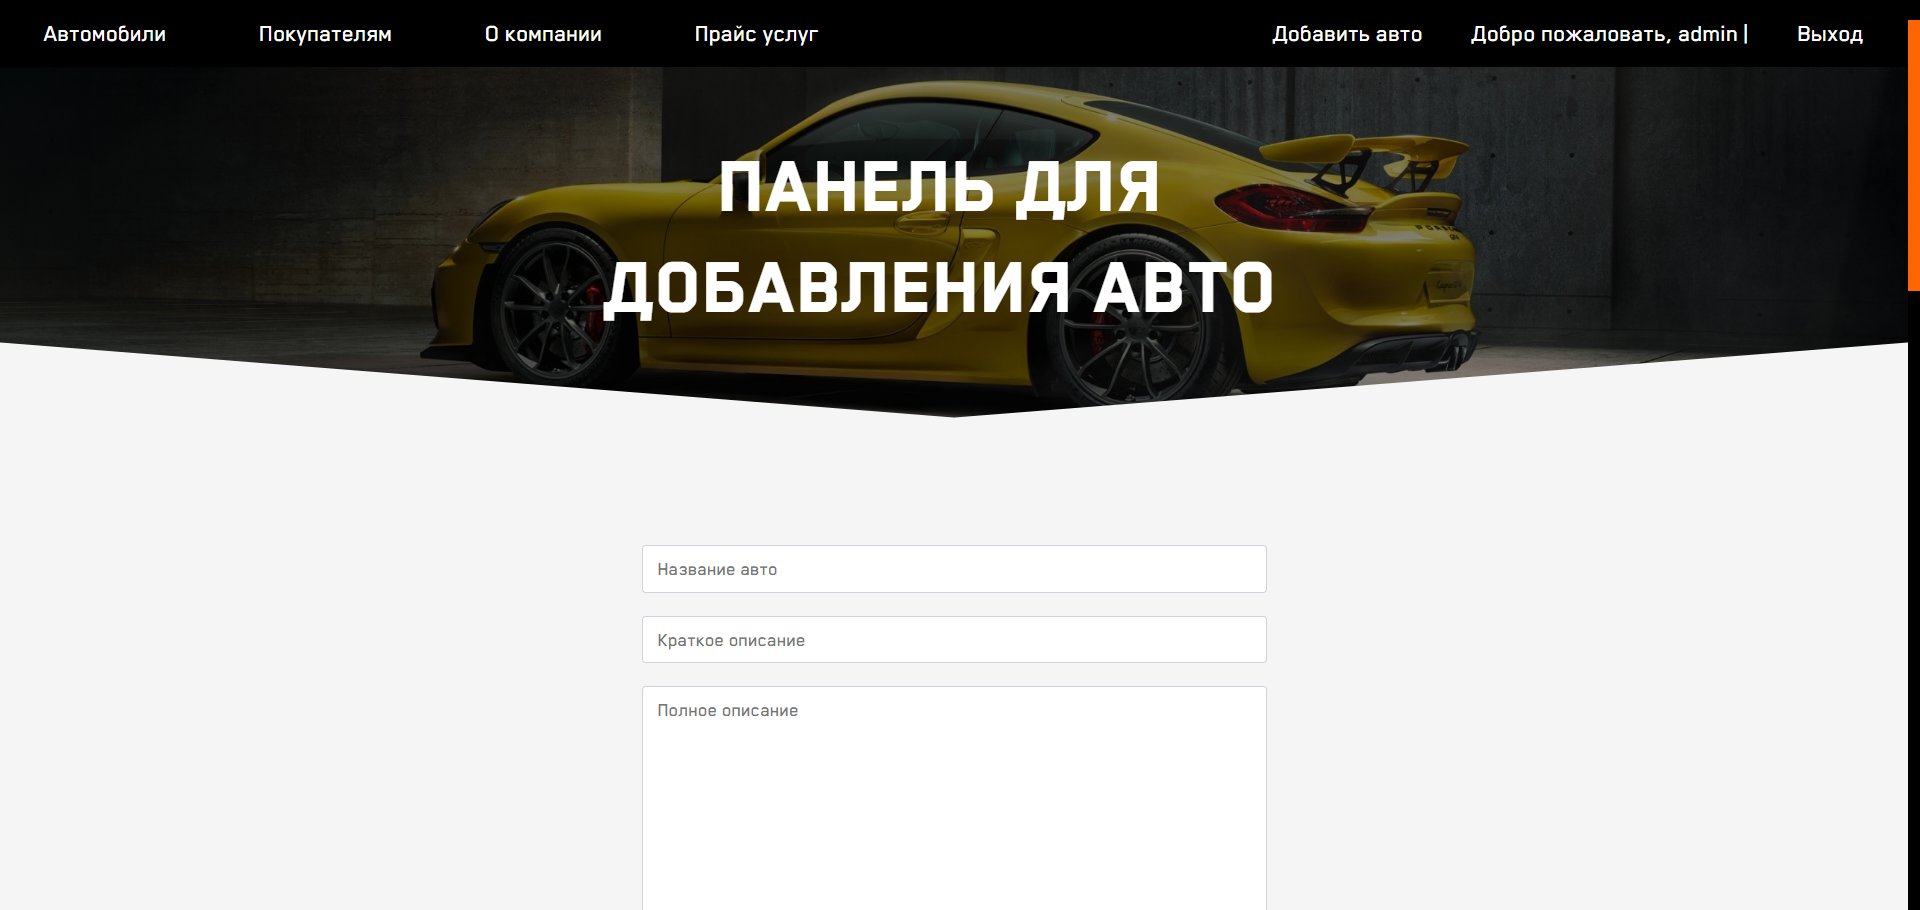 Автомобили Покупателям О компании Прайс услуг Добавить авто Добро пожаловать, admin | Выход
ПАНЕЛЬ ДЛЯ
ДОБАВЛЕНИЯ АВТО
Название авто
Краткое описание
Полное описание